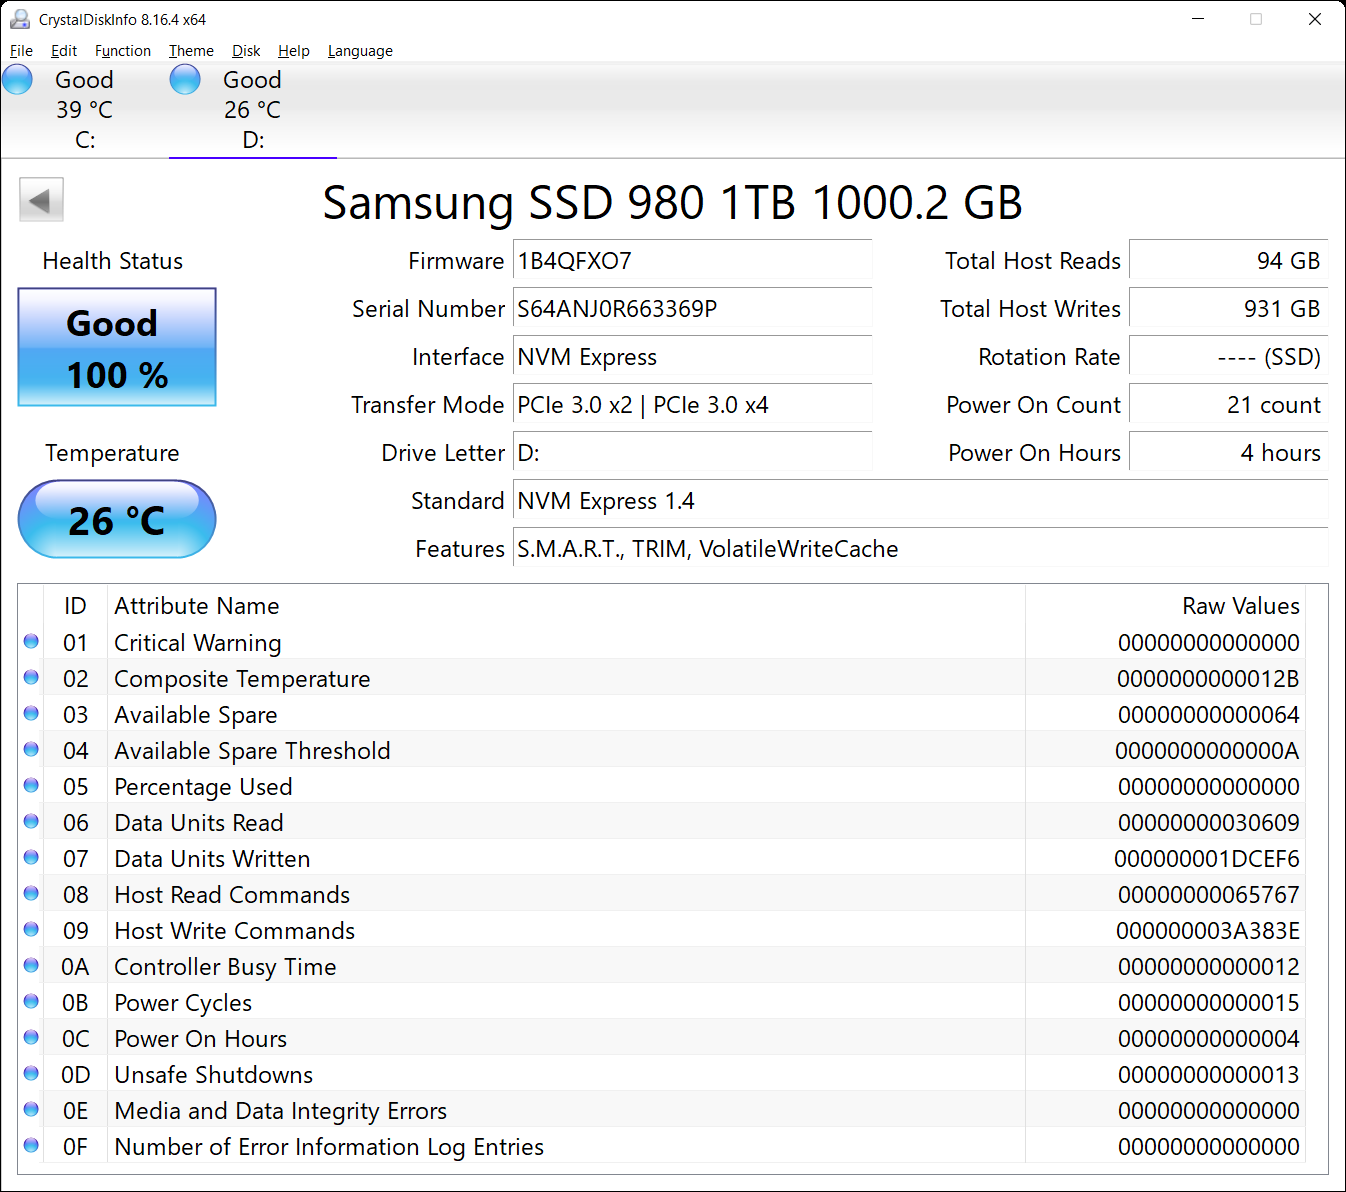 CrystalDiskInfo 8.16.4 x64
File Edit Function Theme Disk Help Language
Good Good
39 °C 26 °C
C: D:
Samsung SSD 980 1TB 1000.2 GB
Health Status
Good
100 %
Temperature
26 °C
Firmware 1B4QFXO7
Serial Number S64ANJ0R663369P
Interface NVM Express
Transfer Mode PCIe 3.0 x2 | PCIe 3.0 x4
Drive Letter D:
Standard NVM Express 1.4
Features S.M.A.R.T., TRIM, VolatileWriteCache
Total Host Reads 94 GB
Total Host Writes 931 GB
Rotation Rate ---- (SSD)
Power On Count 21 count
Power On Hours 4 hours
ID Attribute Name Raw Values
01 Critical Warning 00000000000000
02 Composite Temperature 0000000000012B
03 Available Spare 00000000000064
04 Available Spare Threshold 0000000000000A
05 Percentage Used 00000000000000
06 Data Units Read 00000000030609
07 Data Units Written 000000001DCEF6
08 Host Read Commands 00000000065767
09 Host Write Commands 000000003A383E
0A Controller Busy Time 00000000000012
0B Power Cycles 00000000000015
0C Power On Hours 00000000000004
0D Unsafe Shutdowns 00000000000013
0E Media and Data Integrity Errors 00000000000000
0F Number of Error Information Log Entries 00000000000000